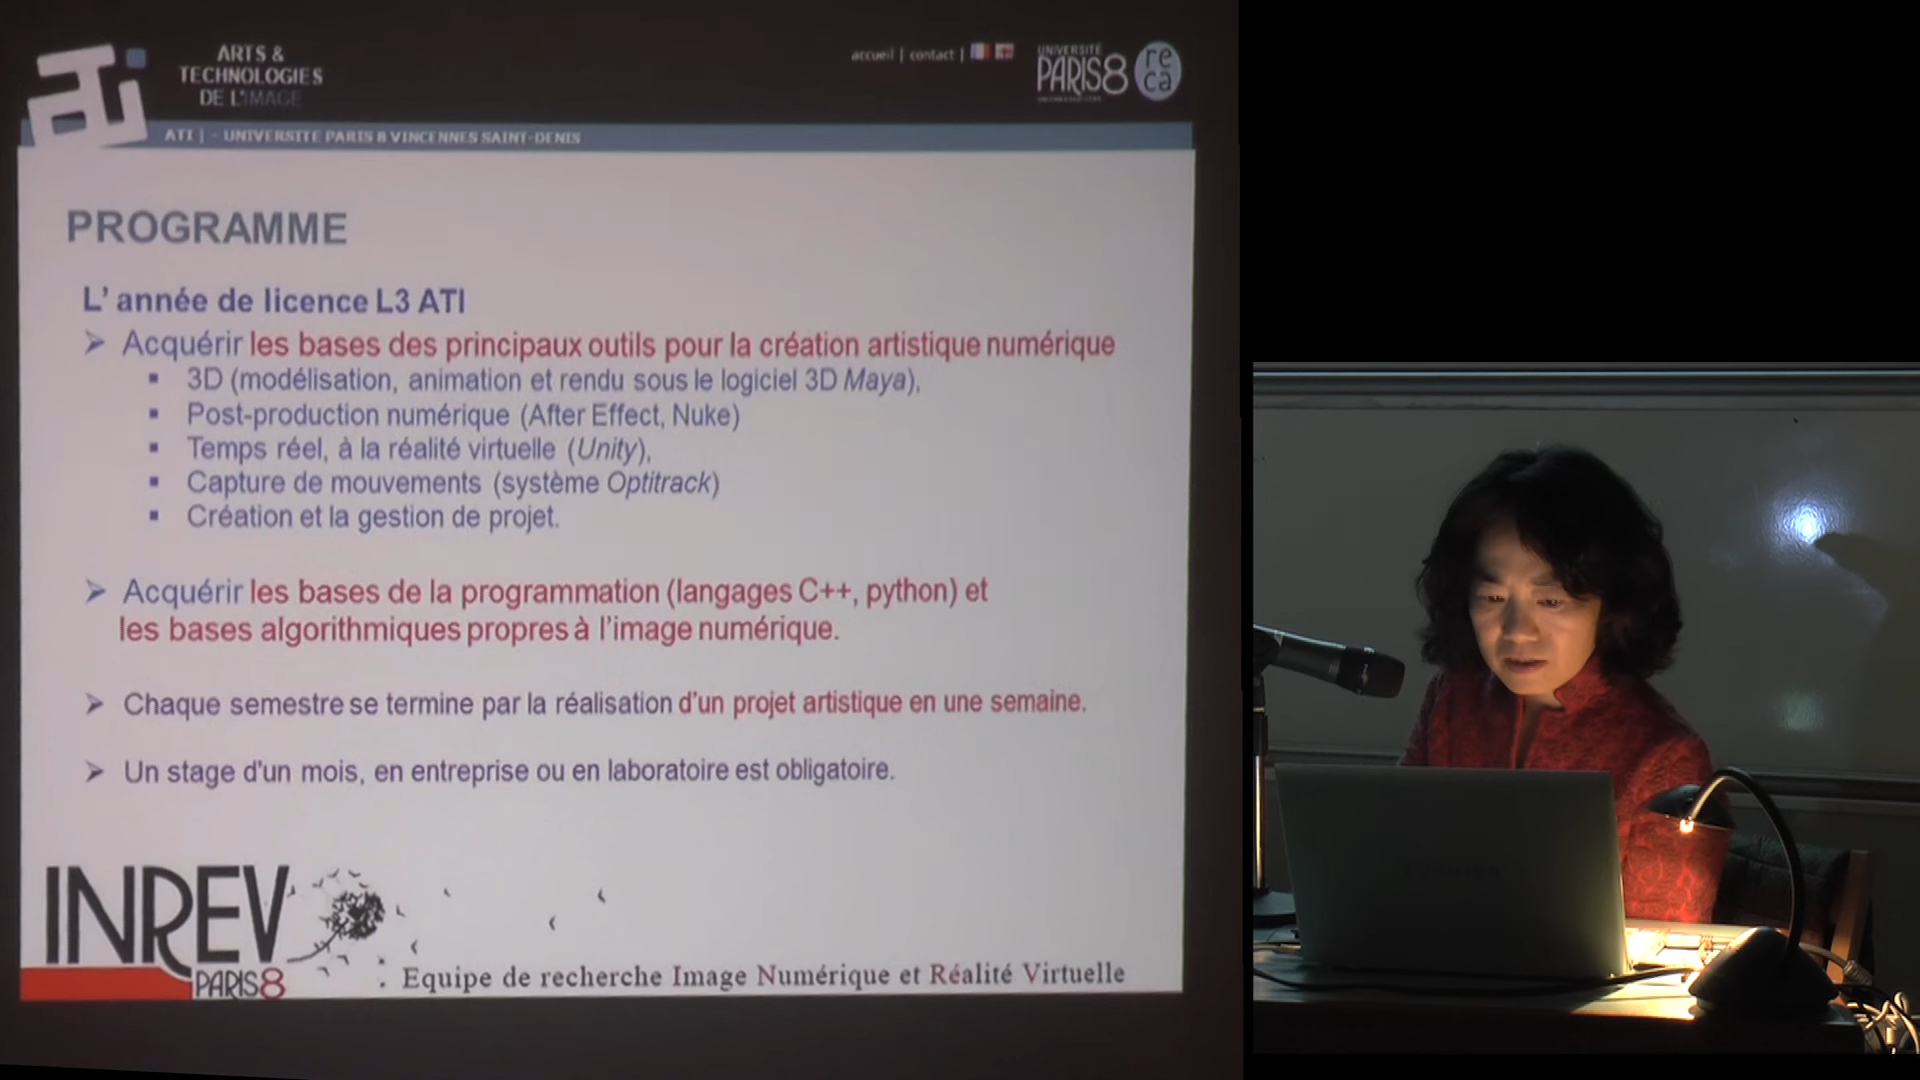 ARTS &
TECHNOLOGIES
DE L'IMAGE
accueil | contact |
UNIVERSITÉ
PARIS8
re
ca
ati
ATI | - UNIVERSITE PARIS 8 VINCENNES SAINT-DENIS
PROGRAMME
L' année de licence L3 ATI
➢ Acquérir les bases des principaux outils pour la création artistique numérique
▪ 3D (modélisation, animation et rendu sous le logiciel 3D Maya),
▪ Post-production numérique (After Effect, Nuke)
▪ Temps réel, à la réalité virtuelle (Unity),
▪ Capture de mouvements (système Optitrack)
▪ Création et la gestion de projet.
➢ Acquérir les bases de la programmation (langages C++, python) et
les bases algorithmiques propres à l'image numérique.
➢ Chaque semestre se termine par la réalisation d'un projet artistique en une semaine.
➢ Un stage d'un mois, en entreprise ou en laboratoire est obligatoire.
INREV
PARIS8
. Equipe de recherche Image Numérique et Réalité Virtuelle